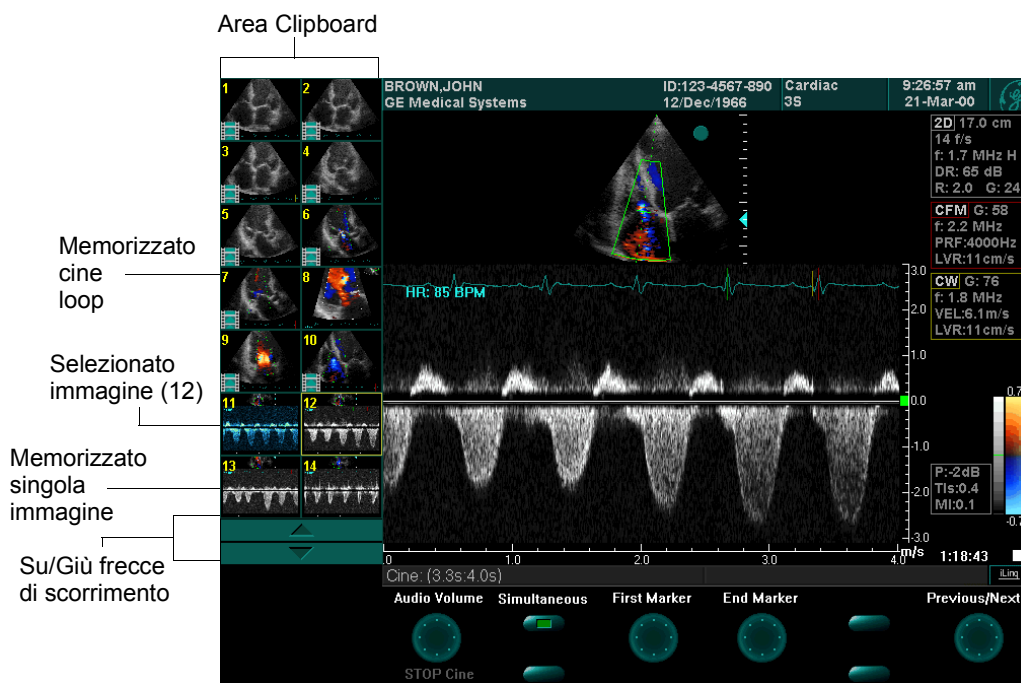 Area Clipboard
BROWN,JOHN ID:123-4567-890 Cardiac 9:26:57 am
GE Medical Systems 12/Dec/1966 3S 21-Mar-00
1 2
3 4
5 6
7 8
9 10
11 12
13 14
Memorizzato
cine
loop
Selezionato
immagine (12)
Memorizzato
singola
immagine
Su/Giù frecce
di scorrimento
2D 17.0 cm
14 f/s
f: 1.7 MHz H
DR: 65 dB
R: 2.0 G: 24
CFM G: 58
f: 2.2 MHz
PRF:4000Hz
LVR:11cm/s
CW G: 76
f: 1.8 MHz
VEL:6.1m/s
LVR:11cm/s
HR: 85 BPM
3.0
2.0
1.0
0.0
-1.0
-2.0
-3.0
m/s
0.7
-0.7
P:-2dB
TIs:0.4
MI:0.1
.0 1.0 2.0 3.0 4.0
1:18:43
Cine: (3.3s:4.0s)
iLinq
Audio Volume Simultaneous First Marker End Marker Previous/Next
STOP Cine